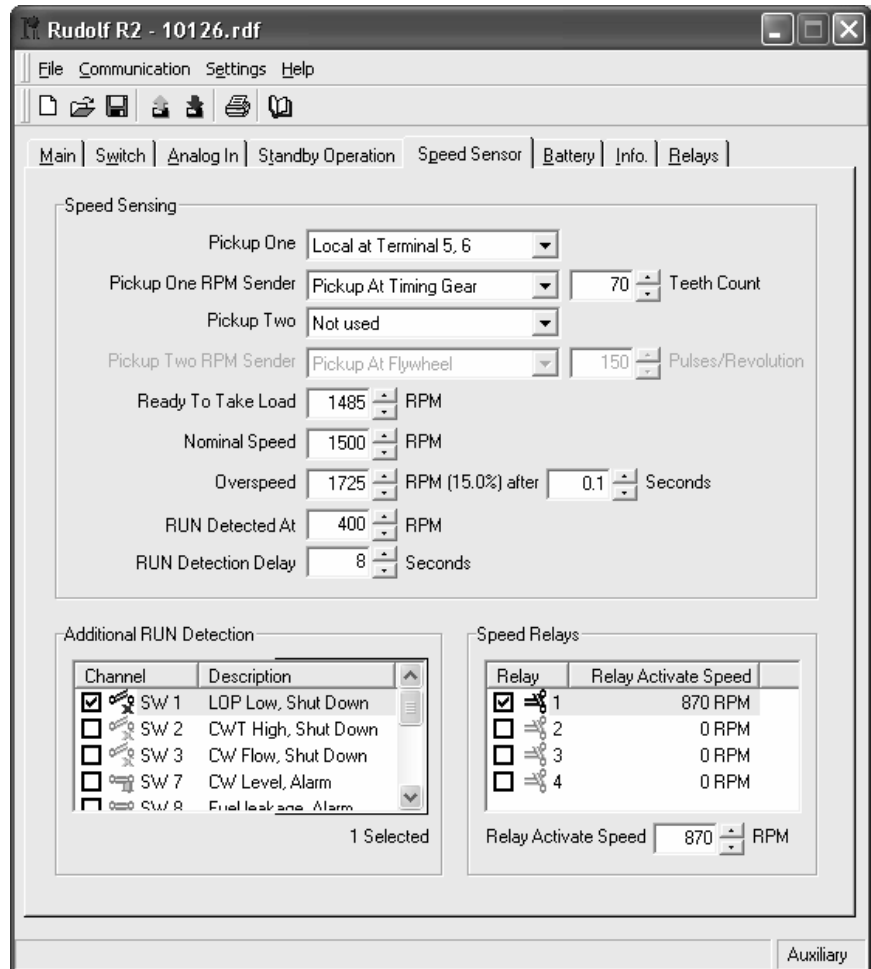 Rudolf R2 - 10126.rdf
File Communication Settings Help
Main Switch Analog In Standby Operation Speed Sensor Battery Info. Relays
Speed Sensing
Pickup One Local at Terminal 5, 6
Pickup One RPM Sender Pickup At Timing Gear 70 Teeth Count
Pickup Two Not used
Pickup Two RPM Sender Pickup At Flywheel 150 Pulses/Revolution
Ready To Take Load 1485 RPM
Nominal Speed 1500 RPM
Overspeed 1725 RPM (15.0%) after 0.1 Seconds
RUN Detected At 400 RPM
RUN Detection Delay 8 Seconds
Additional RUN Detection
Channel Description
SW 1 LOP Low, Shut Down
SW 2 CWT High, Shut Down
SW 3 CW Flow, Shut Down
SW 7 CW Level, Alarm
SW 8 Fuel leakage, Alarm
1 Selected
Speed Relays
Relay Relay Activate Speed
1 870 RPM
2 0 RPM
3 0 RPM
4 0 RPM
Relay Activate Speed 870 RPM
Auxiliary